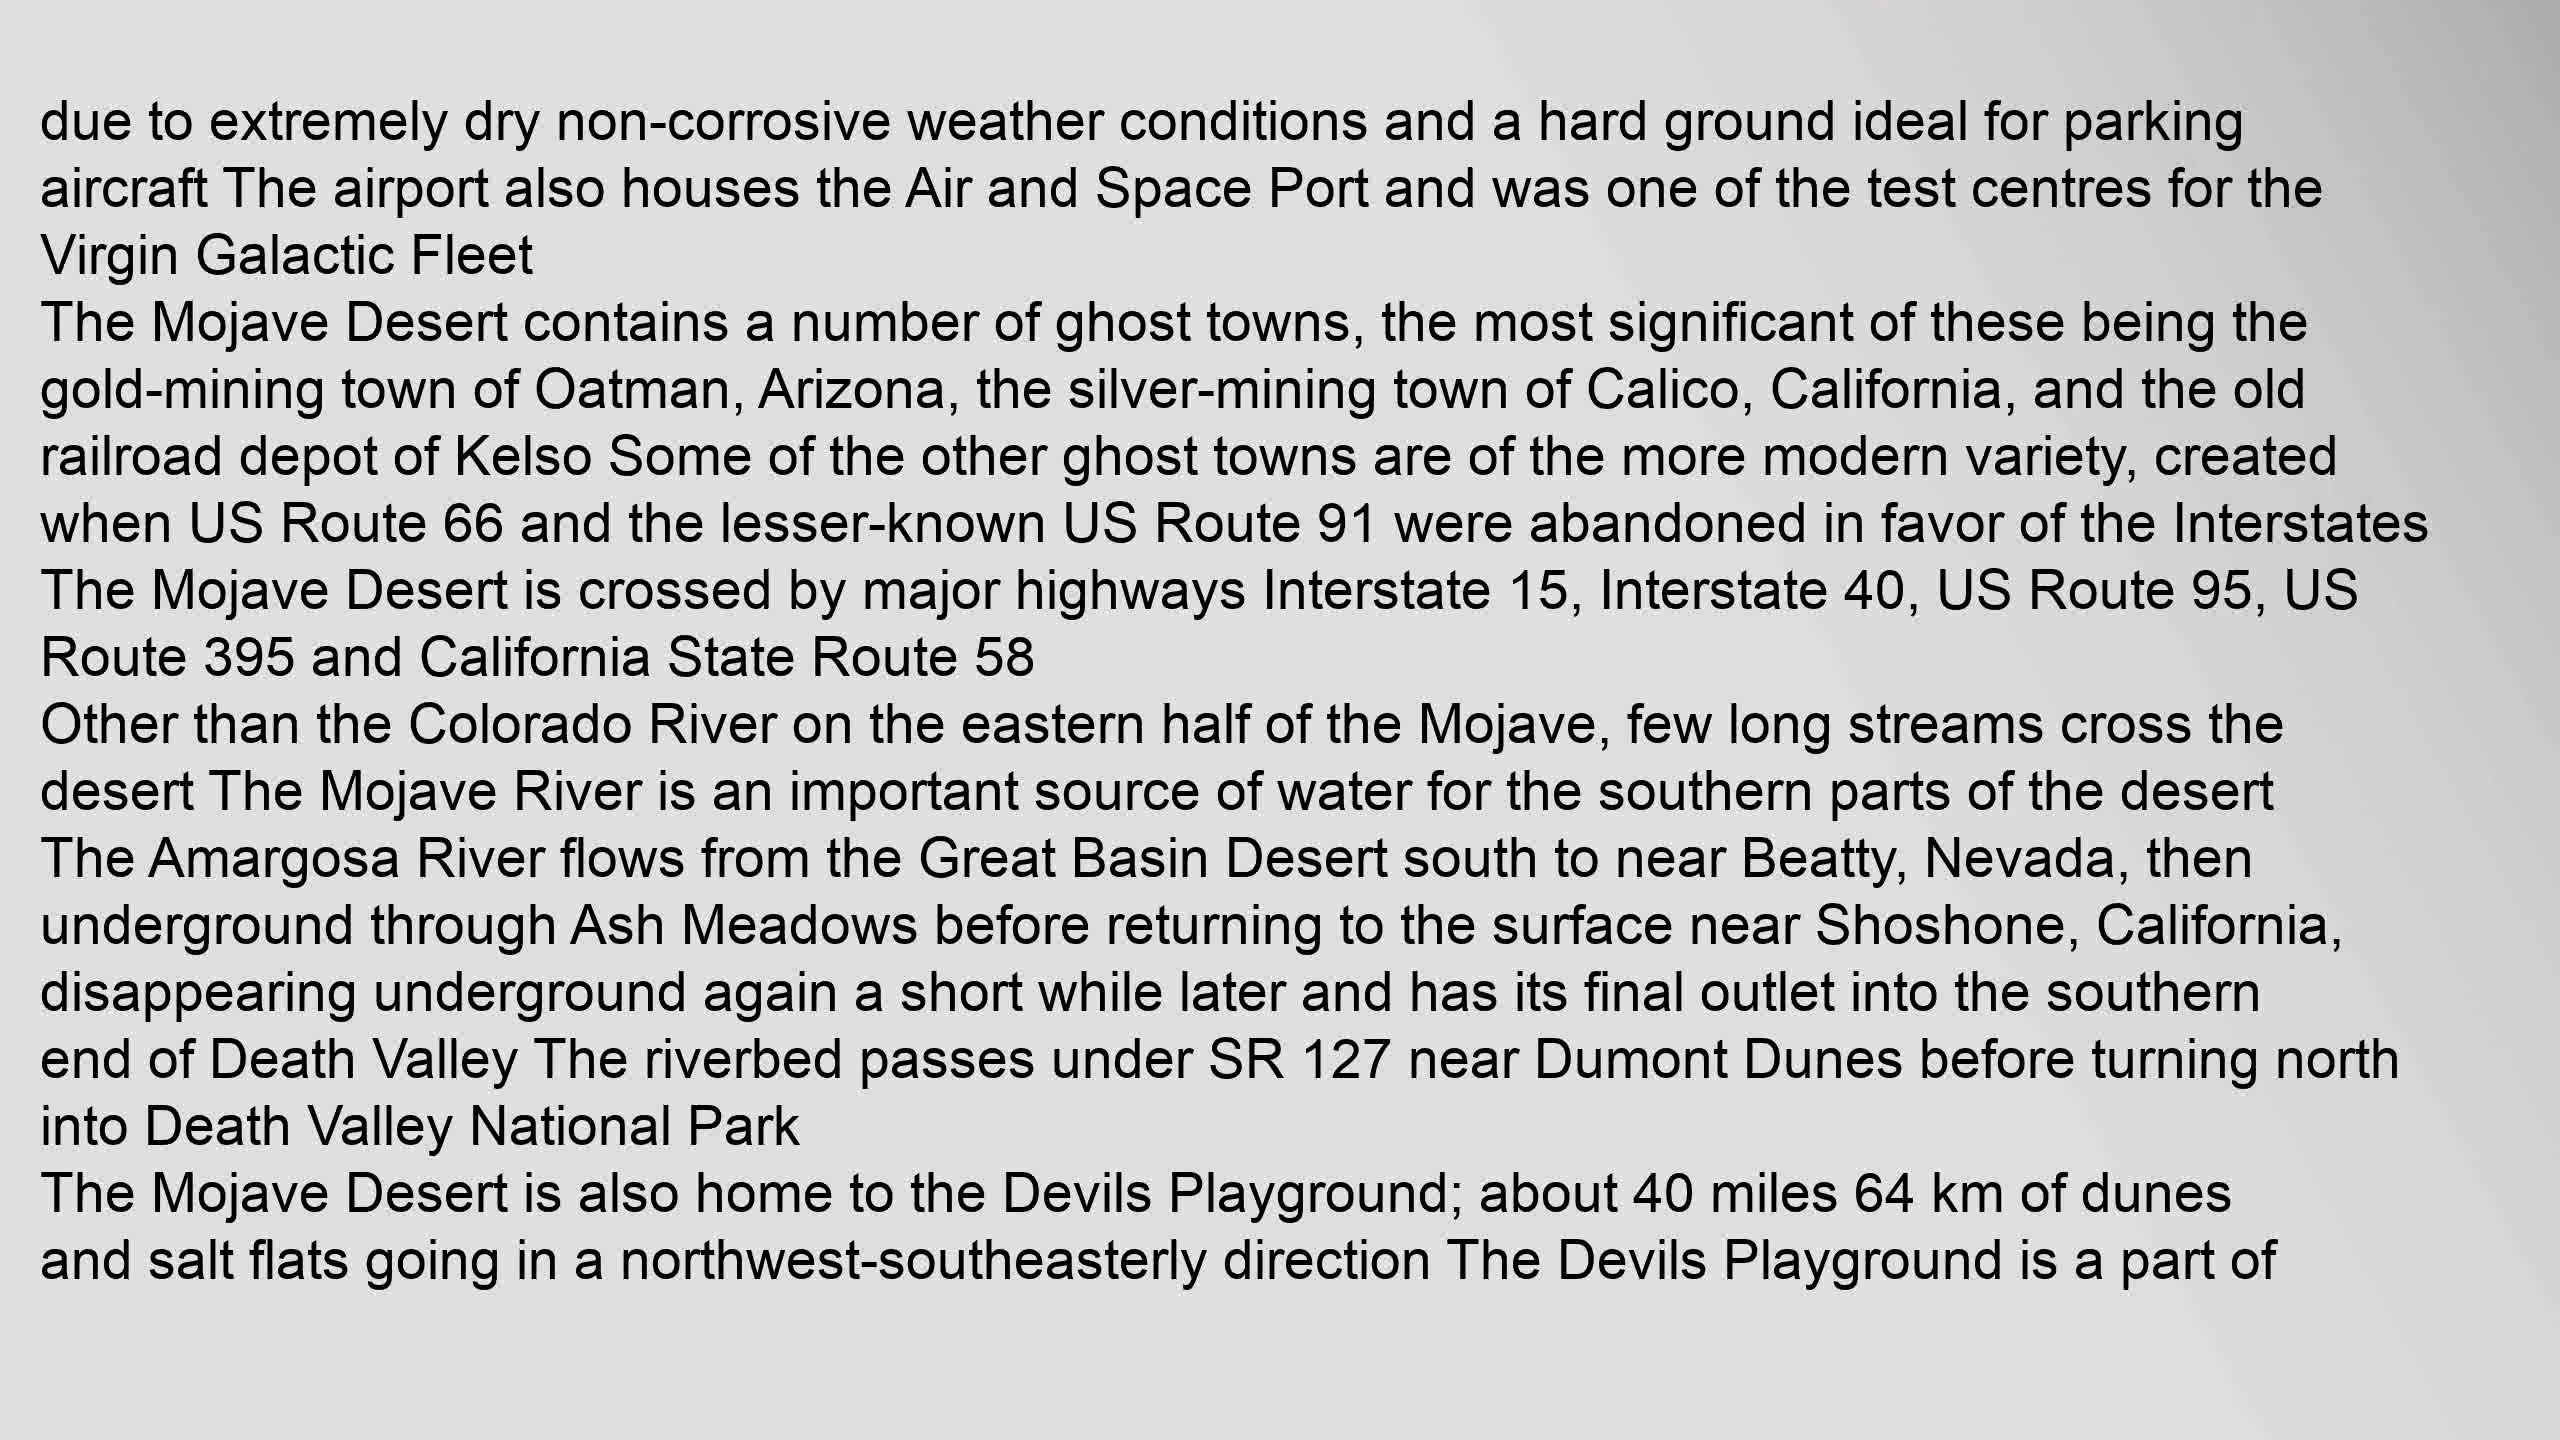 due to extremely dry non-corrosive weather conditions and a hard ground ideal for parking
aircraft The airport also houses the Air and Space Port and was one of the test centres for the
Virgin Galactic Fleet
The Mojave Desert contains a number of ghost towns, the most significant of these being the
gold-mining town of Oatman, Arizona, the silver-mining town of Calico, California, and the old
railroad depot of Kelso Some of the other ghost towns are of the more modern variety, created
when US Route 66 and the lesser-known US Route 91 were abandoned in favor of the Interstates
The Mojave Desert is crossed by major highways Interstate 15, Interstate 40, US Route 95, US
Route 395 and California State Route 58
Other than the Colorado River on the eastern half of the Mojave, few long streams cross the
desert The Mojave River is an important source of water for the southern parts of the desert
The Amargosa River flows from the Great Basin Desert south to near Beatty, Nevada, then
underground through Ash Meadows before returning to the surface near Shoshone, California,
disappearing underground again a short while later and has its final outlet into the southern
end of Death Valley The riverbed passes under SR 127 near Dumont Dunes before turning north
into Death Valley National Park
The Mojave Desert is also home to the Devils Playground; about 40 miles 64 km of dunes
and salt flats going in a northwest-southeasterly direction The Devils Playground is a part of